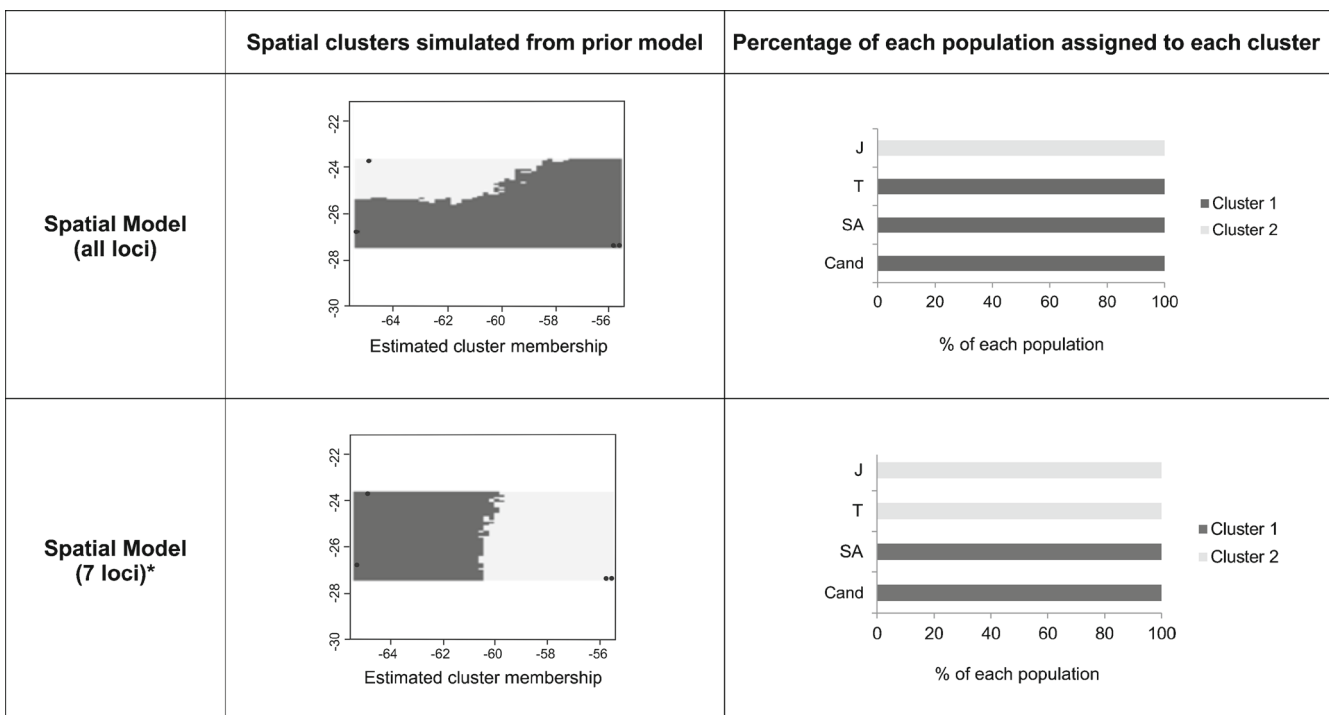 Spatial clusters simulated from prior model
Percentage of each population assigned to each cluster
Spatial Model
(all loci)
-22
-24
-26
-28
-30
-64
-62
-60
-58
-56
Estimated cluster membership
J
T
SA
Cand
0
20
40
60
80
100
% of each population
Cluster 1
Cluster 2
Spatial Model
(7 loci)*
-22
-24
-26
-28
-30
-64
-62
-60
-58
-56
Estimated cluster membership
J
T
SA
Cand
0
20
40
60
80
100
% of each population
Cluster 1
Cluster 2